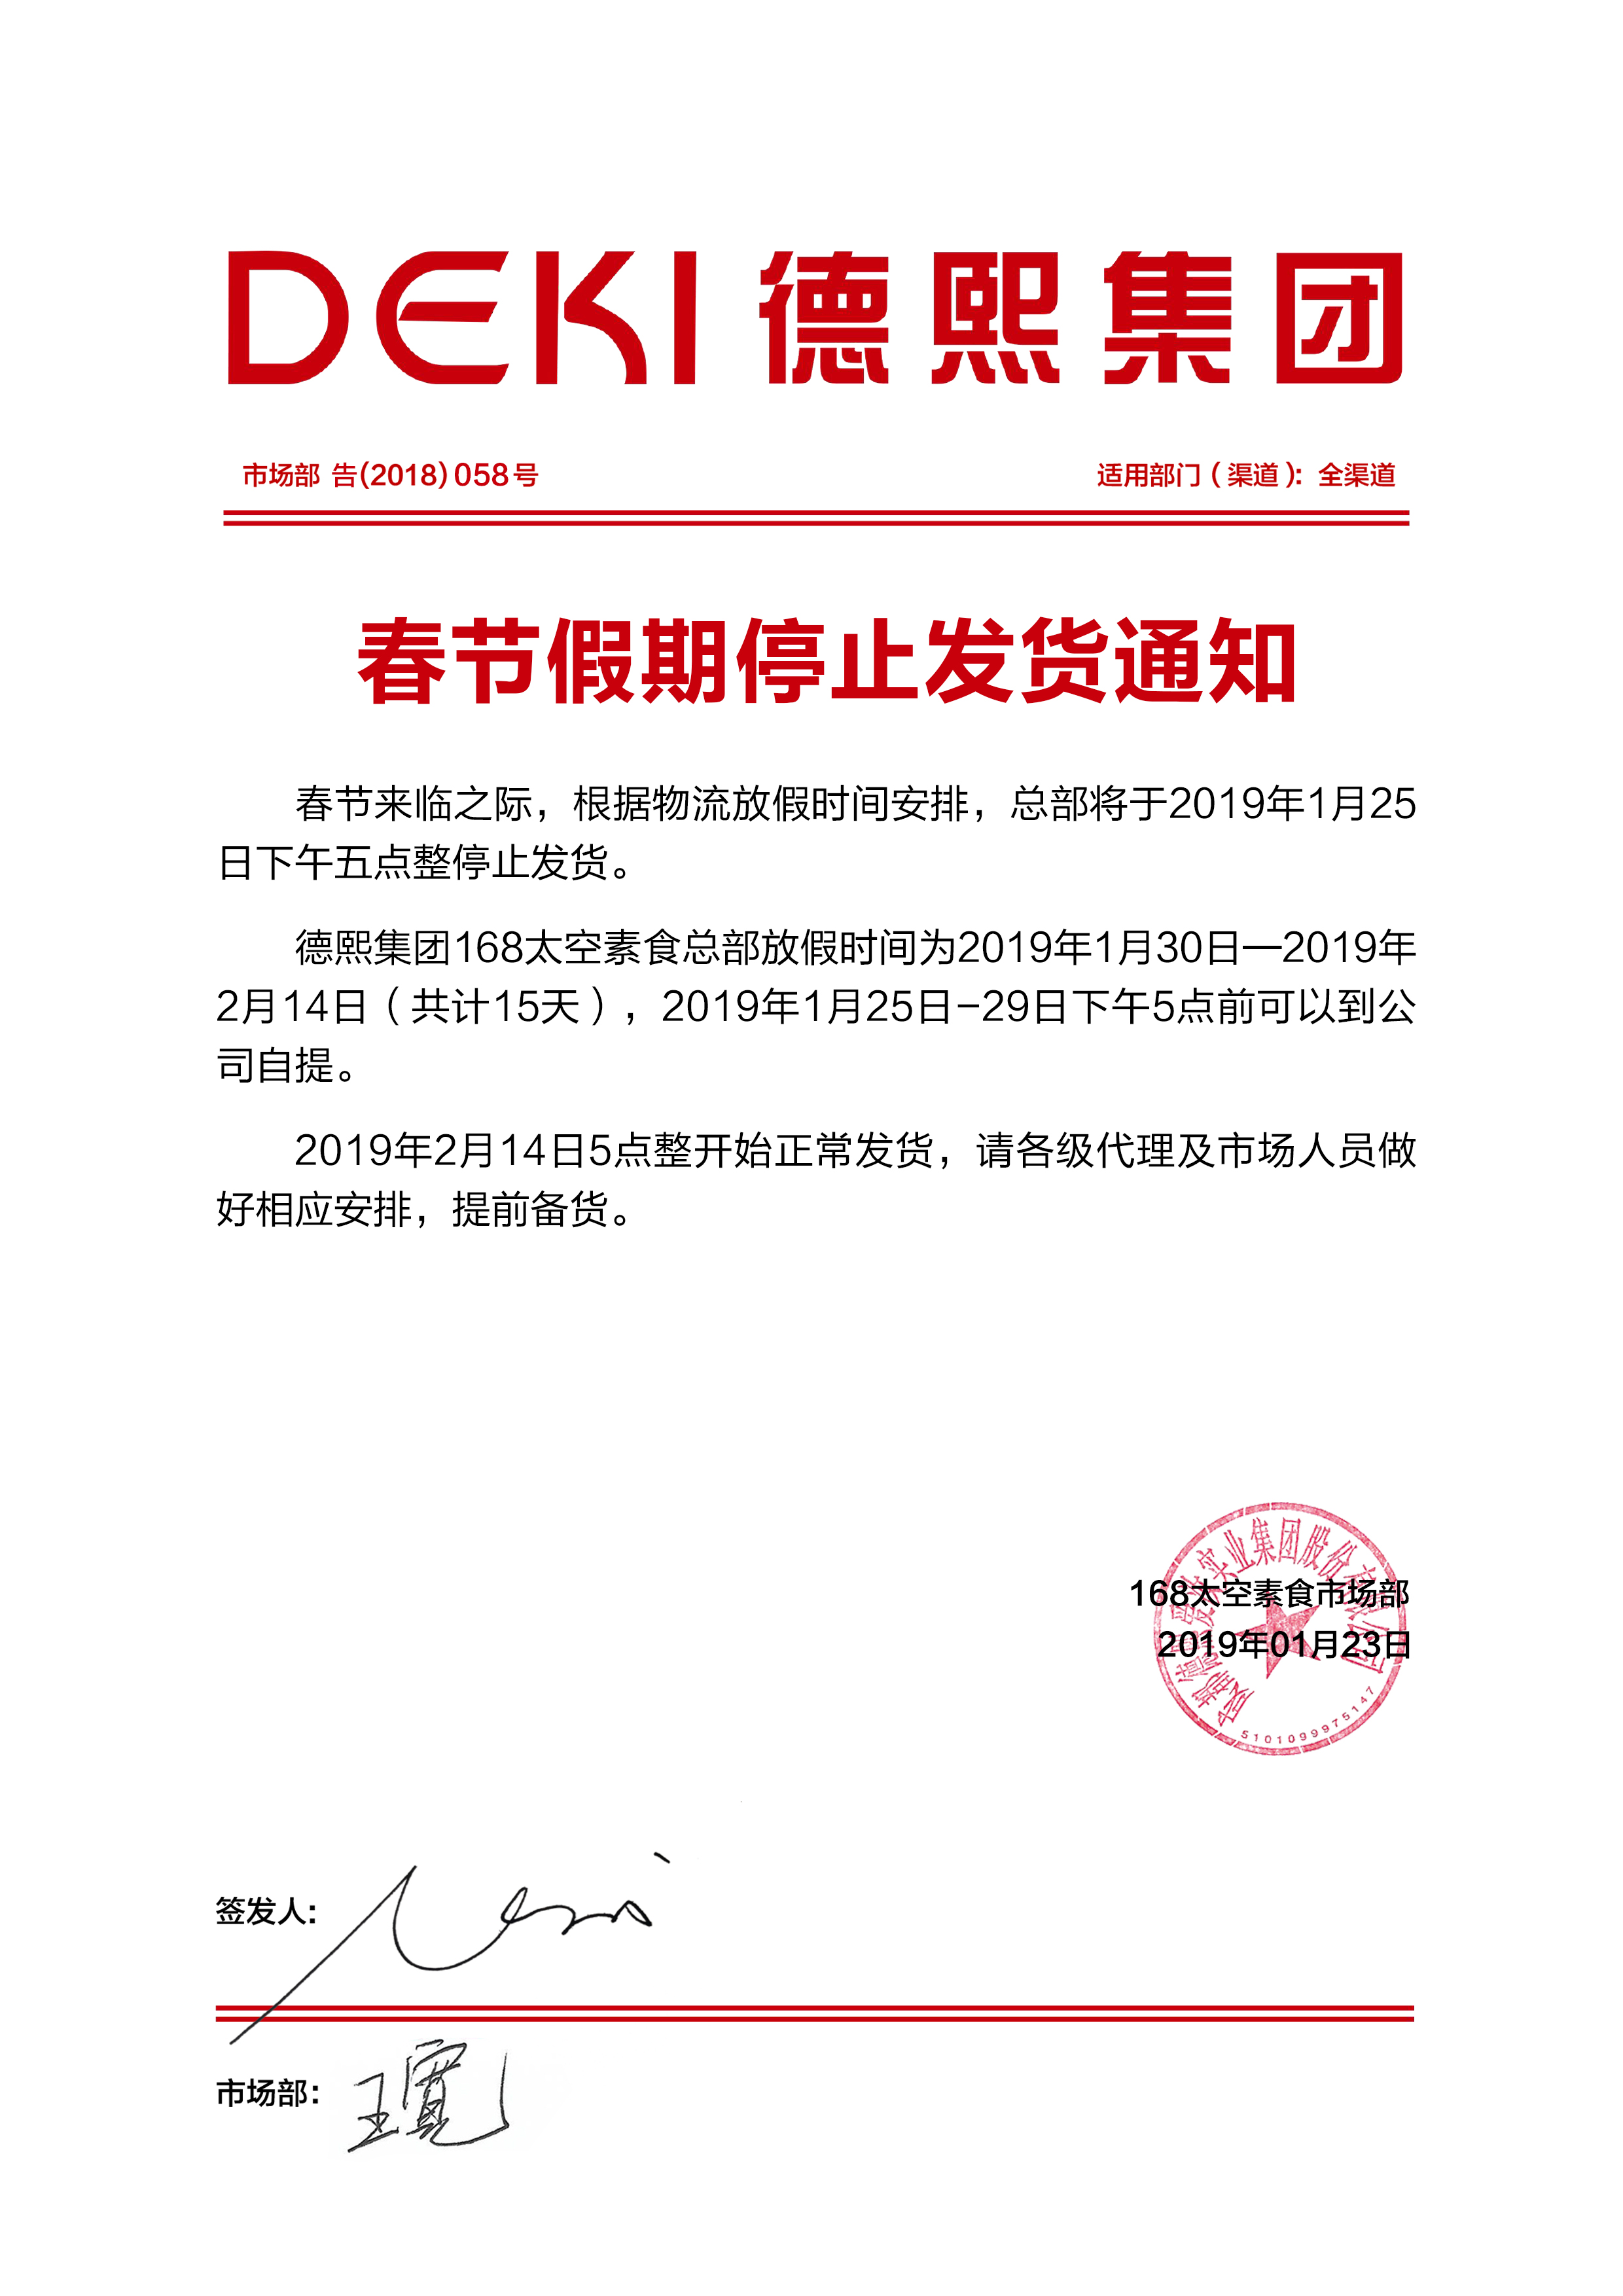 DEKI 德熙集团
市场部 告(2018)058号 适用部门（渠道）：全渠道
春节假期停止发货通知
春节来临之际，根据物流放假时间安排，总部将于2019年1月25
日下午五点整停止发货。
德熙集团168太空素食总部放假时间为2019年1月30日—2019年
2月14日（共计15天），2019年1月25日-29日下午5点前可以到公
司自提。
2019年2月14日5点整开始正常发货，请各级代理及市场人员做
好相应安排，提前备货。
168太空素食市场部
2019年01月23日
实业集团股份有限公司
5101099975147
签发人：
市场部：王寛